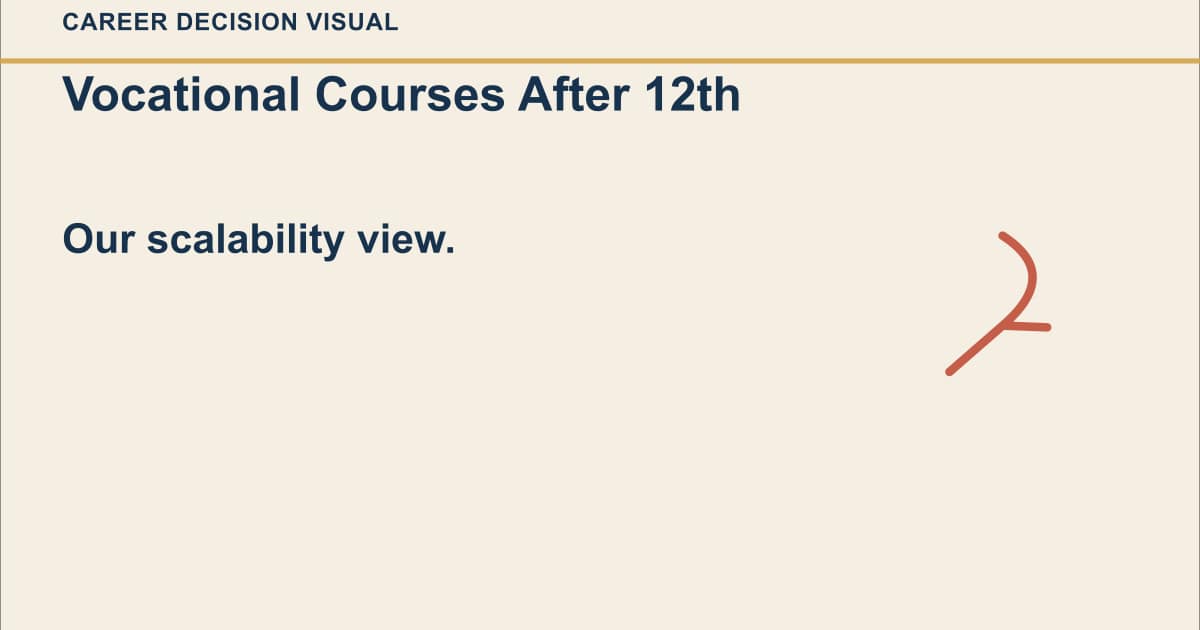 CAREER DECISION VISUAL
Vocational Courses After 12th
Our scalability view.